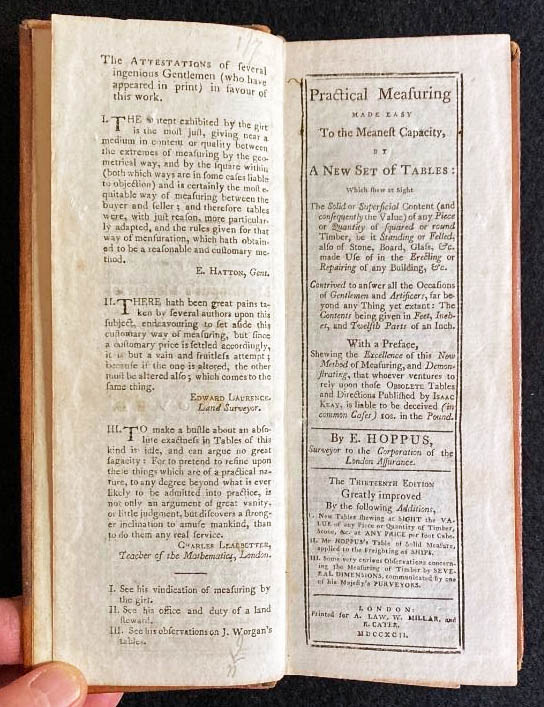 The ATTESTATIONS of ſeveral
ingenious Gentlemen (who have
appeared in print) in favour of
this work.
I. THE content exhibited by the girt
is the moſt juſt, giving near a
medium in content or quality between
the extremes of meaſuring by the geo-
metrical way, and by the ſquare within
(both which ways are in ſome caſes liable
to objection) and is certainly the moſt e-
quitable way of meaſuring between the
buyer and ſeller; and therefore tables
were, with juſt reaſon, more particular-
ly adapted, and the rules given for that
way of menſuration, which hath obtain-
ed to be a reaſonable and cuſtomary me-
thod.
E. HATTON, Gent.
II. THERE hath been great pains ta-
ken by ſeveral authors upon this
ſubject, endeavouring to ſet aſide this
cuſtomary way of meaſuring, but ſince
a cuſtomary price is ſettled accordingly,
it is but a vain and fruitleſs attempt;
becauſe if the one is altered, the other
muſt be altered alſo; which comes to the
ſame thing.
EDWARD LAURENCE,
Land Surveyor.
III. TO make a buſtle about an abſo-
lute exactneſs in Tables of this
kind is idle, and can argue no great
ſagacity: For to pretend to refine upon
theſe things which are of a practical na-
ture, to any degree beyond what is ever
likely to be admitted into practice, is
not only an argument of great vanity,
or little judgment, but diſcovers a ſtrong-
er inclination to amuſe mankind, than
to do them any real ſervice.
CHARLES LEADBETTER,
Teacher of the Mathematics, London.
I. See his vindication of meaſuring by
the girt.
II. See his office and duty of a land
ſteward.
III. See his obſervations on J. Worgan's
tables.
Practical Meaſuring
MADE EASY
To the Meaneſt Capacity,
BY
A NEW SET OF TABLES:
Which ſhew at Sight
The Solid or Superficial Content (and
conſequently the Value) of any Piece
or Quantity of ſquared or round
Timber, be it Standing or Felled,
alſo of Stone, Board, Glaſs, &c.
made Uſe of in the Erecting or
Repairing of any Building, &c.
Contrived to anſwer all the Occaſions
of Gentlemen and Artificers, far be-
yond any Thing yet extant: The
Contents being given in Feet, Inch-
es, and Twelfth Parts of an Inch.
With a Preface,
Shewing the Excellence of this New
Method of Meaſuring, and Demon-
ſtrating, that whoever ventures to
rely upon thoſe OBSOLETE Tables
and Directions Publiſhed by ISAAC
KEAY, is liable to be deceived (in
common Caſes) 10s. in the Pound.
By E. HOPPUS,
Surveyor to the Corporation of the
London Aſſurance.
The THIRTEENTH EDITION
Greatly improved
By the following Additions,
I. New Tables ſhewing at SIGHT the VA-
LUE of any Piece or Quantity of Timber,
Stone, &c. at ANY PRICE per foot Cube.
II. Mr HOPPUS's Table of Solid Meaſure,
applied to the Freighting of SHIPS.
III. Some very curious Obſervations concern-
ing the Meaſuring of Timber by SEVE-
RAL DIMENSIONS, communicated by one
of his Majeſty's PURVEYORS.
LONDON:
Printed for A. LAW, W. MILLAR, and
R. CATER.
MDCCXCII.